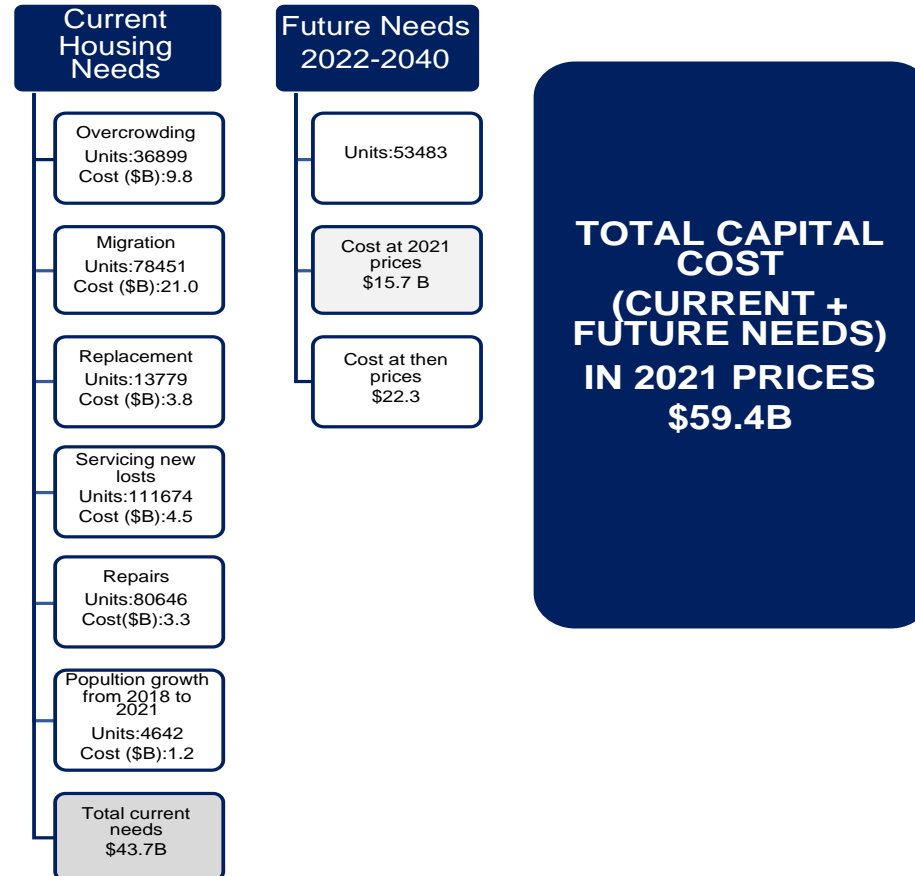 Current
Housing
Needs
Overcrowding
Units:36899
Cost ($B):9.8
Migration
Units:78451
Cost ($B):21.0
Replacement
Units:13779
Cost ($B):3.8
Servicing new
losts
Units:111674
Cost ($B):4.5
Repairs
Units:80646
Cost($B):3.3
Popultion growth
from 2018 to
2021
Units:4642
Cost ($B):1.2
Total current
needs
$43.7B
Future Needs
2022-2040
Units:53483
Cost at 2021
prices
$15.7 B
Cost at then
prices
$22.3
TOTAL CAPITAL
COST
(CURRENT +
FUTURE NEEDS)
IN 2021 PRICES
$59.4B